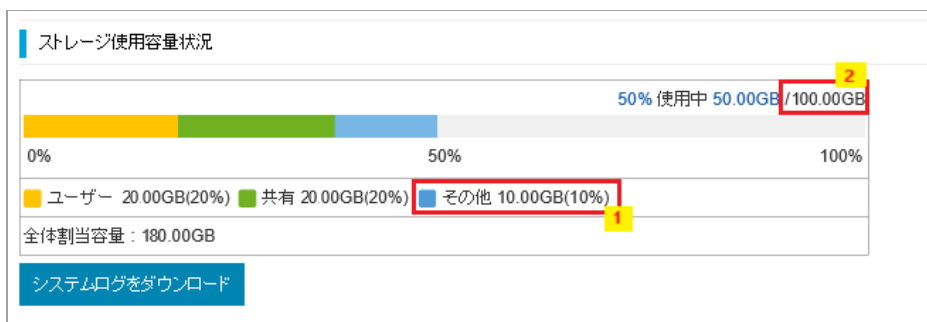 ストレージ使用容量状況
2
50% 使用中 50.00GB /100.00GB
0% 50% 100%
ユーザー 20.00GB(20%) 共有 20.00GB(20%) その他 10.00GB(10%)
1
全体割当容量:180.00GB
システムログをダウンロード